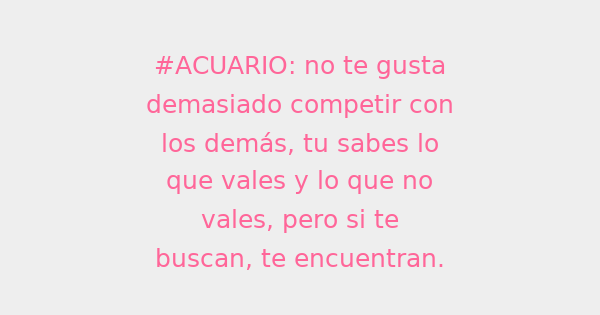 #ACUARIO: no te gusta
demasiado competir con
los demás, tu sabes lo
que vales y lo que no
vales, pero si te
buscan, te encuentran.